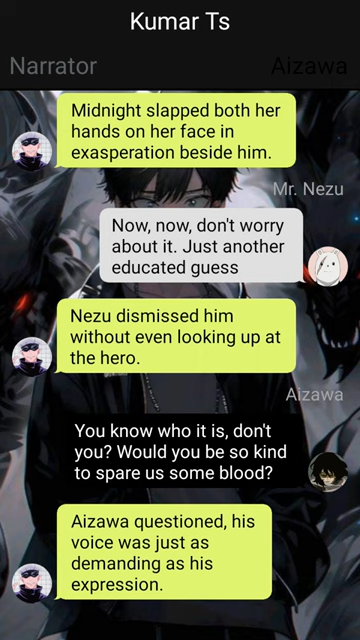 Kumar Ts
Narrator
Aizawa
Midnight slapped both her
hands on her face in
exasperation beside him.
Mr. Nezu
Now, now, don't worry
about it. Just another
educated guess
Nezu dismissed him
without even looking up at
the hero.
Aizawa
You know who it is, don't
you? Would you be so kind
to spare us some blood?
Aizawa questioned, his
voice was just as
demanding as his
expression.